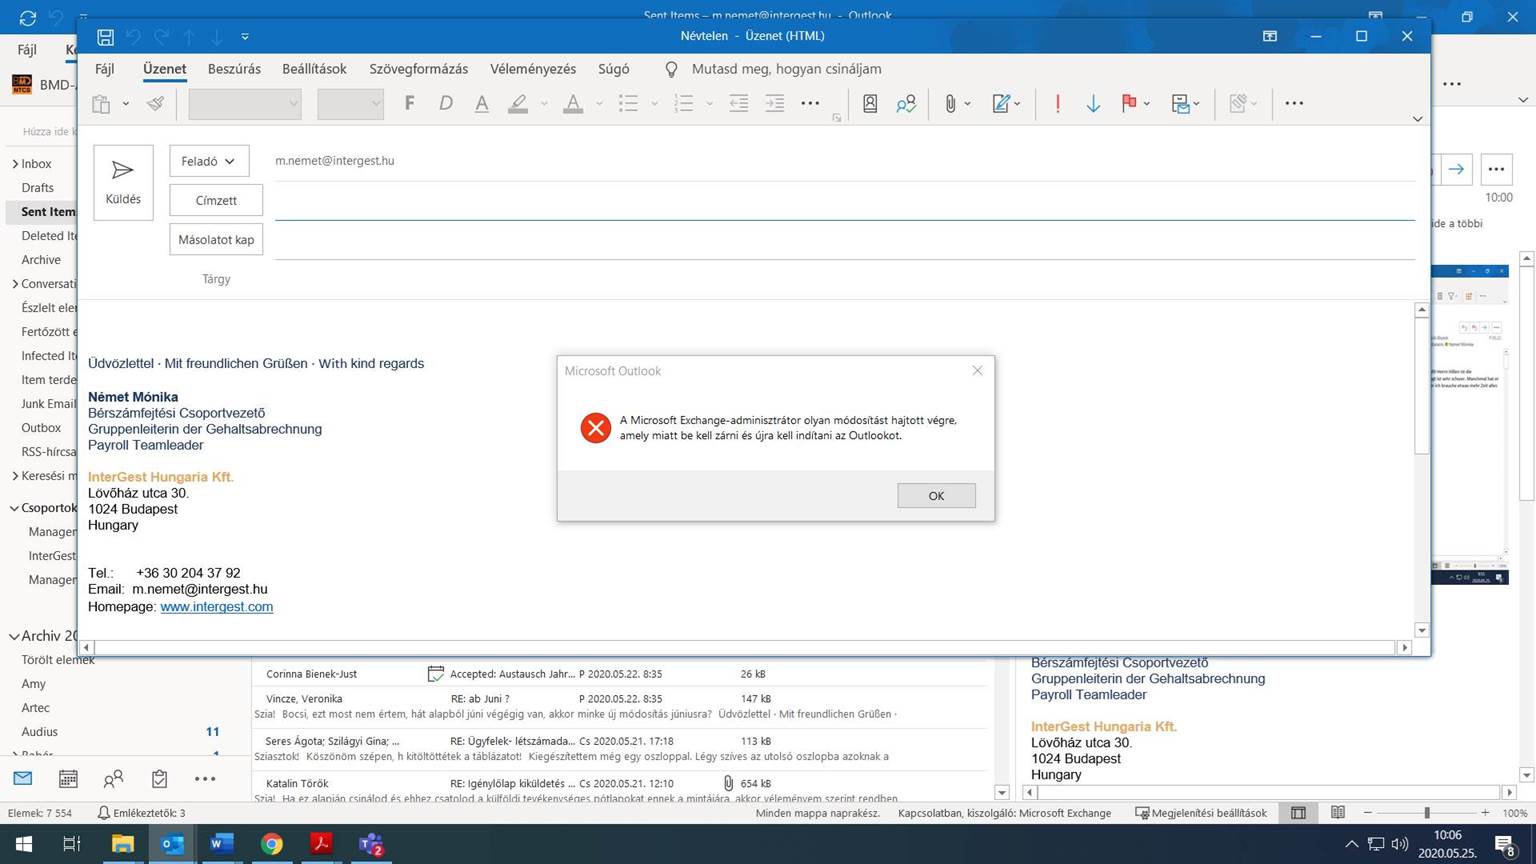 Sent Items – m.nemet@intergest.hu - Outlook
Névtelen - Üzenet (HTML)
Fájl
Fájl Üzenet Beszúrás Beállítások Szövegformázás Véleményezés Súgó Mutasd meg, hogyan csináljam
F D A A
Húzza ide
Inbox
Drafts
Sent Items
Deleted Ite
Archive
Conversati
Észlelt eler
Fertőzött e
Infected Ite
Item terde
Junk Email
Outbox
RSS-hírcsa
Keresési m
Csoportok
Managen
InterGest
Managen
Archiv 20
Törölt elemek
Amy
Artec
Audius 11
Küldés
Feladó m.nemet@intergest.hu
Címzett
Másolatot kap
Tárgy
10:00
ide a többi
Üdvözlettel · Mit freundlichen Grüßen · With kind regards
Német Mónika
Bérszámfejtési Csoportvezető
Gruppenleiterin der Gehaltsabrechnung
Payroll Teamleader
InterGest Hungaria Kft.
Lövőház utca 30.
1024 Budapest
Hungary
Tel.: +36 30 204 37 92
Email: m.nemet@intergest.hu
Homepage: www.intergest.com
Microsoft Outlook
A Microsoft Exchange-adminisztrátor olyan módosítást hajtott végre,
amely miatt be kell zárni és újra kell indítani az Outlookot.
OK
Corinna Bienek-Just Accepted: Austausch Jahr... P 2020.05.22. 8:35 26 kB
Vincze, Veronika RE: ab Juni ? P 2020.05.22. 8:35 147 kB
Szia! Bocsi, ezt most nem értem, hát alapból júni végégig van, akkor minke új módosítás júniusra? Üdvözlettel · Mit freundlichen Grüßen ·
Seres Ágota; Szilágyi Gina; ... RE: Ügyfelek- létszámada... Cs 2020.05.21. 17:18 113 kB
Sziasztok! Köszönöm szépen, h kitöltöttétek a táblázatot! Kiegészítettem még egy oszloppal. Légy szíves az utolsó oszlopba azoknak a
Katalin Török RE: Igénylőlap kiküldetés ... Cs 2020.05.21. 12:10 654 kB
Szia! Ha ez alapján csinálod és ehhez csatolod a külföldi tevékenységes pótlapokat ennek a mintájára, akkor véleményem szerint rendben
Bérszámfejtési Csoportvezető
Gruppenleiterin der Gehaltsabrechnung
Payroll Teamleader
InterGest Hungaria Kft.
Lövőház utca 30.
1024 Budapest
Hungary
Elemek: 7 554 Emlékeztetők: 3 Minden mappa naprakész. Kapcsolatban, kiszolgáló: Microsoft Exchange Megjelenítési beállítások 100%
10:06
2020.05.25.
2
8